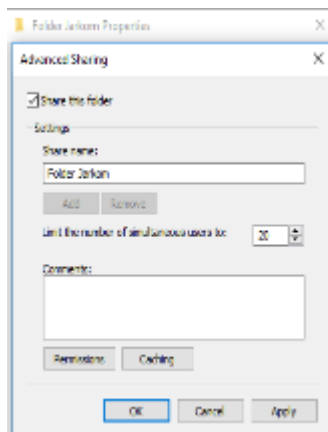 Folder Jarkom Properties
Advanced Sharing
Share this folder
Settings
Share name:
Folder Jarkom
Add Remove
Limit the number of simultaneous users to: 20
Comments:
Permissions Caching
OK Cancel Apply